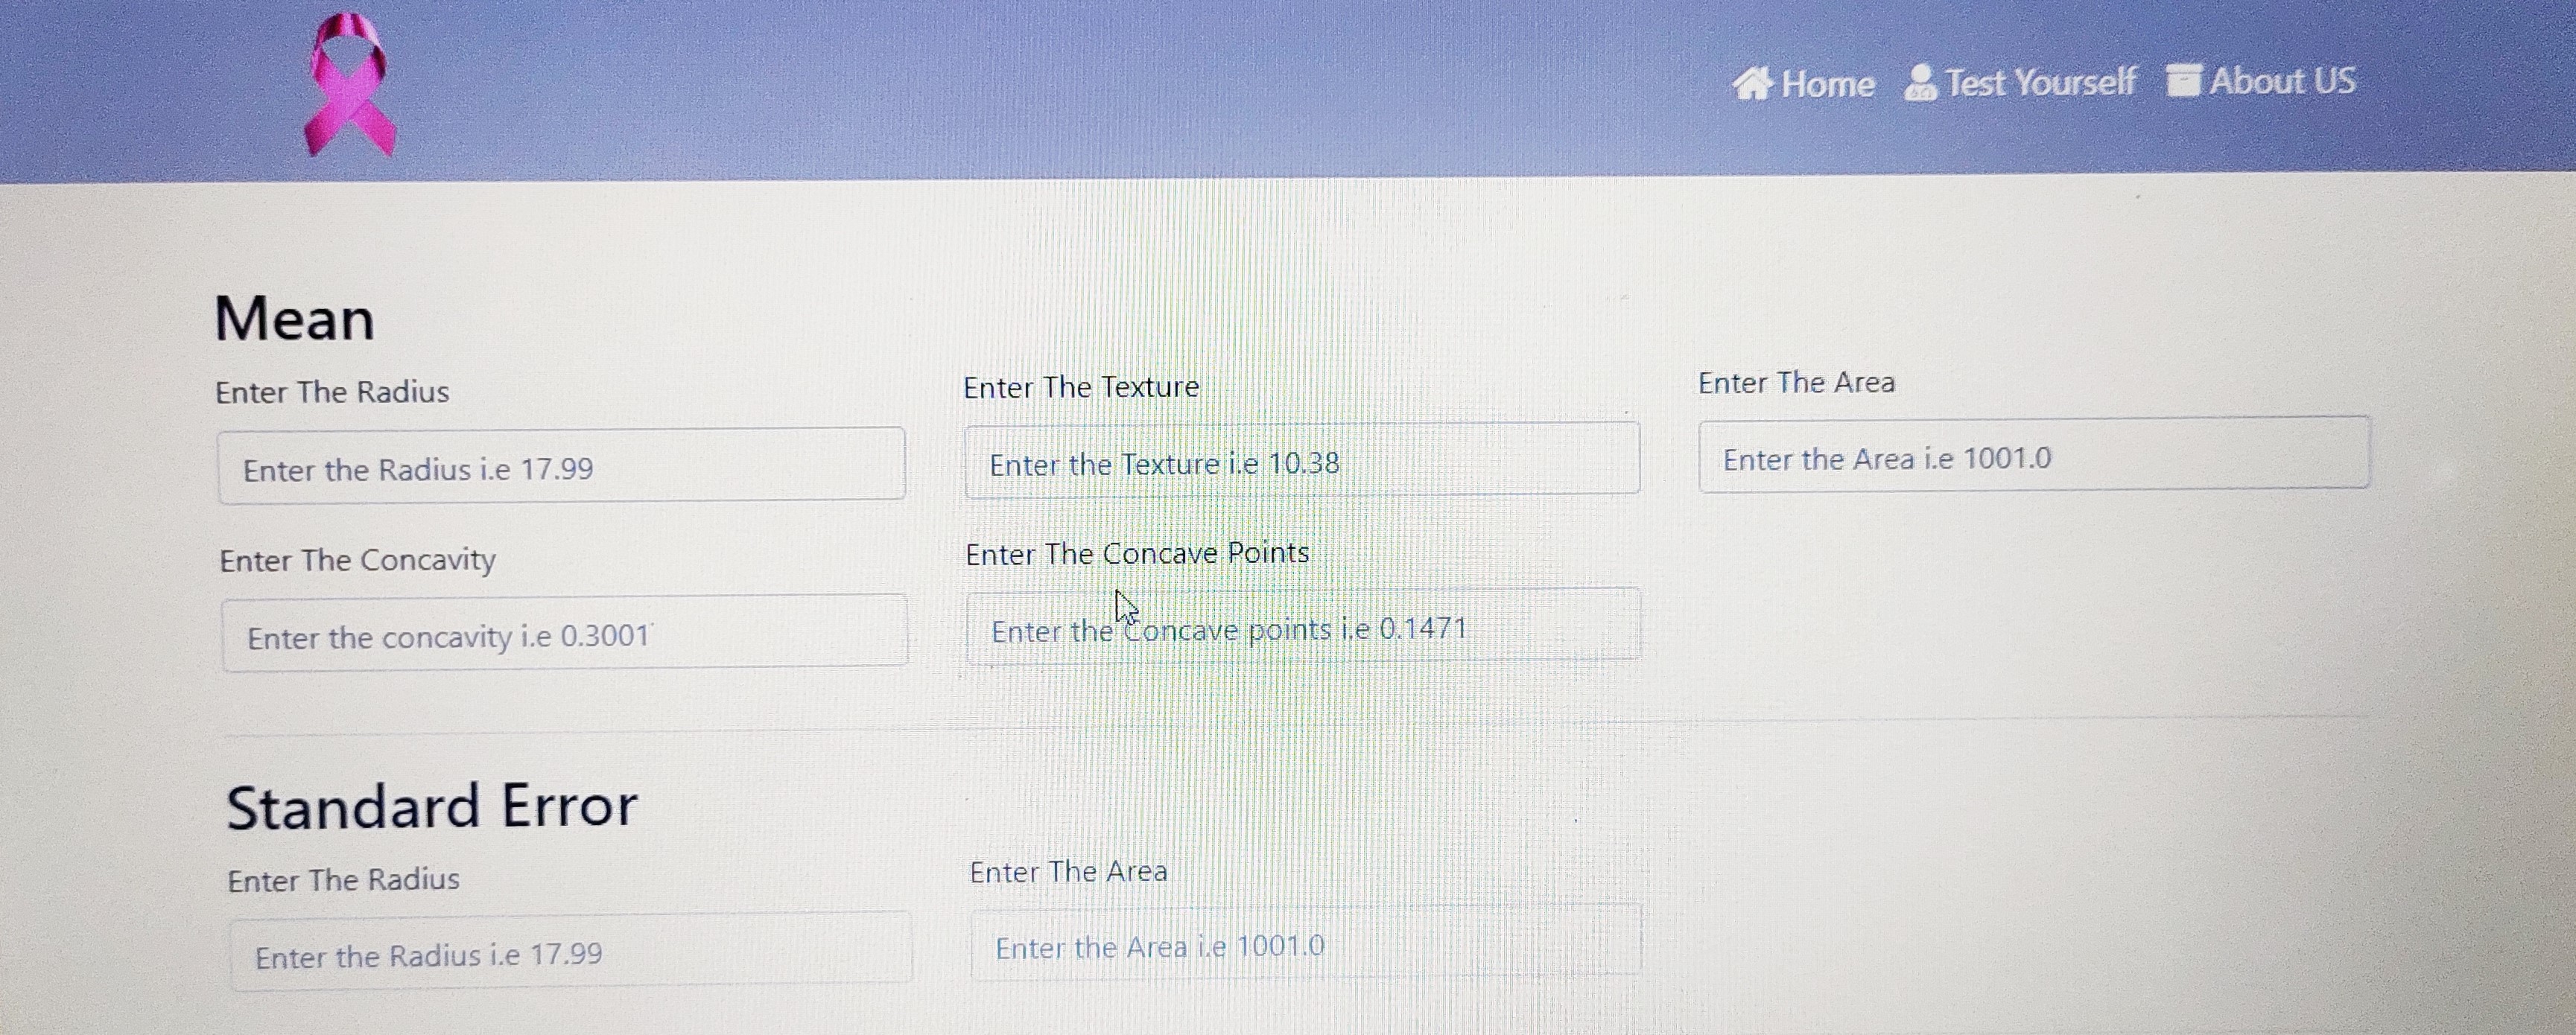 Home Test Yourself About US
Mean
Enter The Radius Enter The Texture Enter The Area
Enter the Radius i.e 17.99 Enter the Texture i.e 10.38 Enter the Area i.e 1001.0
Enter The Concavity Enter The Concave Points
Enter the concavity i.e 0.3001 Enter the Concave points i.e 0.1471
Standard Error
Enter The Radius Enter The Area
Enter the Radius i.e 17.99 Enter the Area i.e 1001.0